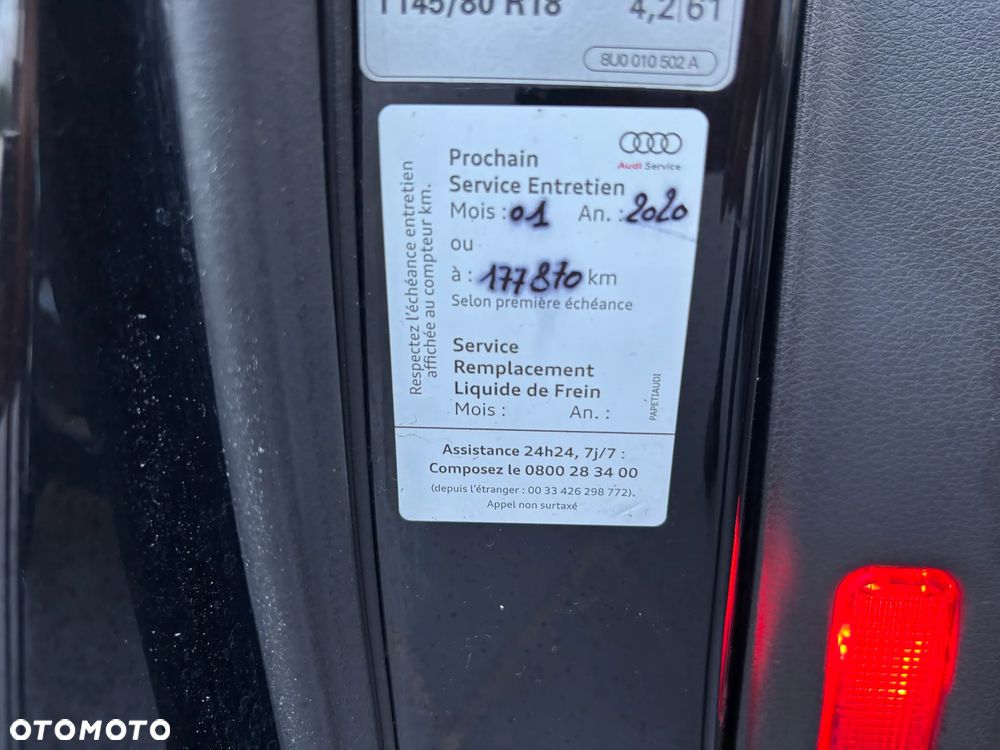 T145/80 R18 4,2|61
8U0 010 502 A
Audi Service
Prochain
Service Entretien
Mois : 01 An. : 2020
ou
à : 177870 km
Selon première échéance
Respectez l'échéance entretien
affichée au compteur km.
Service
Remplacement
Liquide de Frein
Mois : An. :
PAPETIAUDI
Assistance 24h24, 7j/7 :
Composez le 0800 28 34 00
(depuis l'étranger : 00 33 426 298 772).
Appel non surtaxé
OTOMOTO